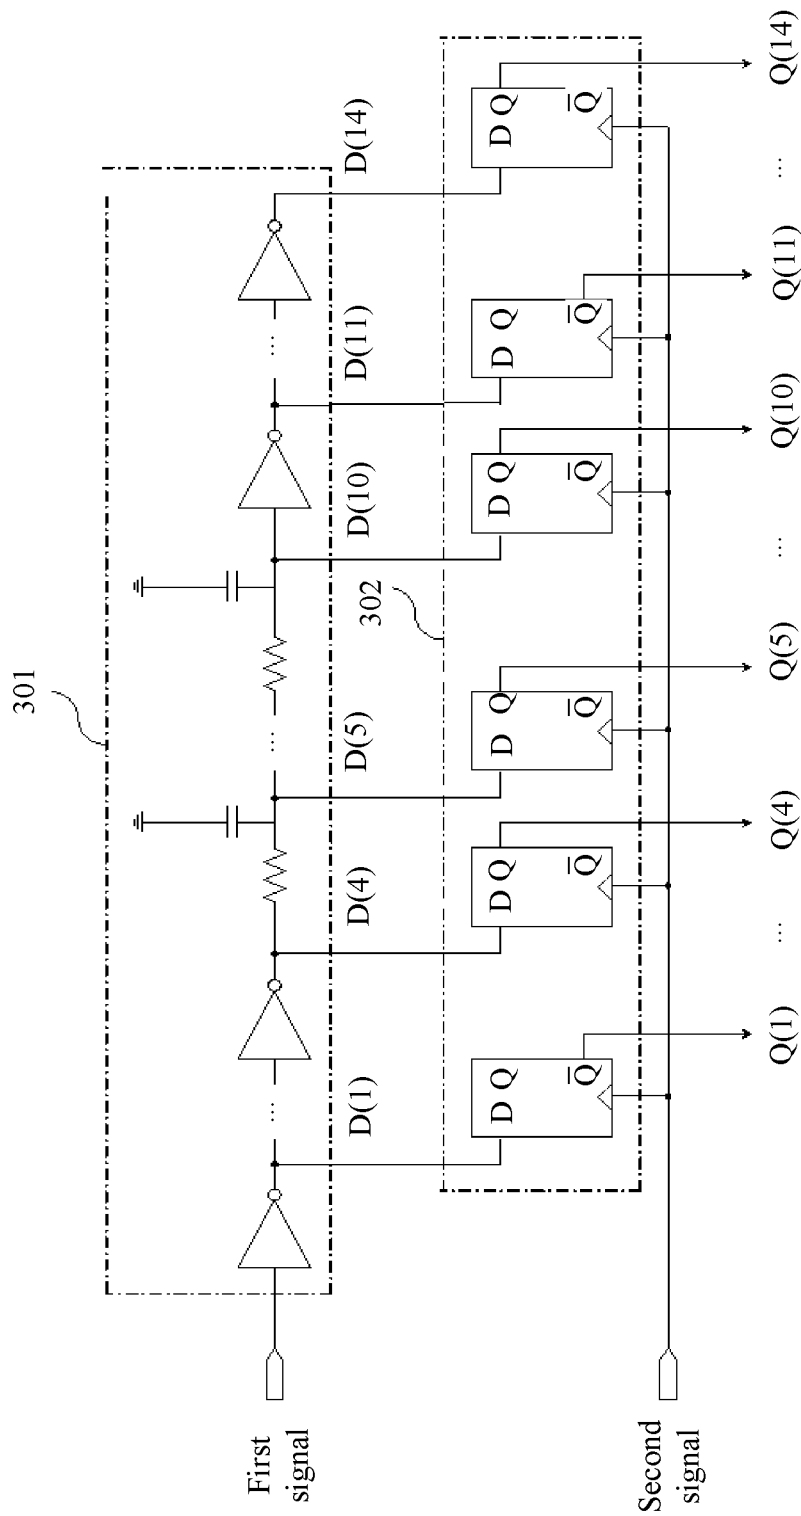 301
...
...
...
First
signal
D(1)
D(4)
D(5)
D(10)
D(11)
D(14)
302
D Q
Q̅
D Q
Q̅
D Q
Q̅
D Q
Q̅
D Q
Q̅
D Q
Q̅
Second
signal
Q(1)
...
Q(4)
Q(5)
...
Q(10)
Q(11)
...
Q(14)